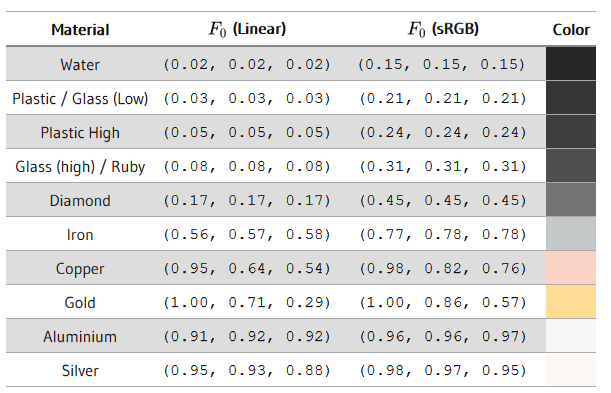 Material F₀ (Linear) F₀ (sRGB) Color
Water (0.02, 0.02, 0.02) (0.15, 0.15, 0.15)
Plastic / Glass (Low) (0.03, 0.03, 0.03) (0.21, 0.21, 0.21)
Plastic High (0.05, 0.05, 0.05) (0.24, 0.24, 0.24)
Glass (high) / Ruby (0.08, 0.08, 0.08) (0.31, 0.31, 0.31)
Diamond (0.17, 0.17, 0.17) (0.45, 0.45, 0.45)
Iron (0.56, 0.57, 0.58) (0.77, 0.78, 0.78)
Copper (0.95, 0.64, 0.54) (0.98, 0.82, 0.76)
Gold (1.00, 0.71, 0.29) (1.00, 0.86, 0.57)
Aluminium (0.91, 0.92, 0.92) (0.96, 0.96, 0.97)
Silver (0.95, 0.93, 0.88) (0.98, 0.97, 0.95)